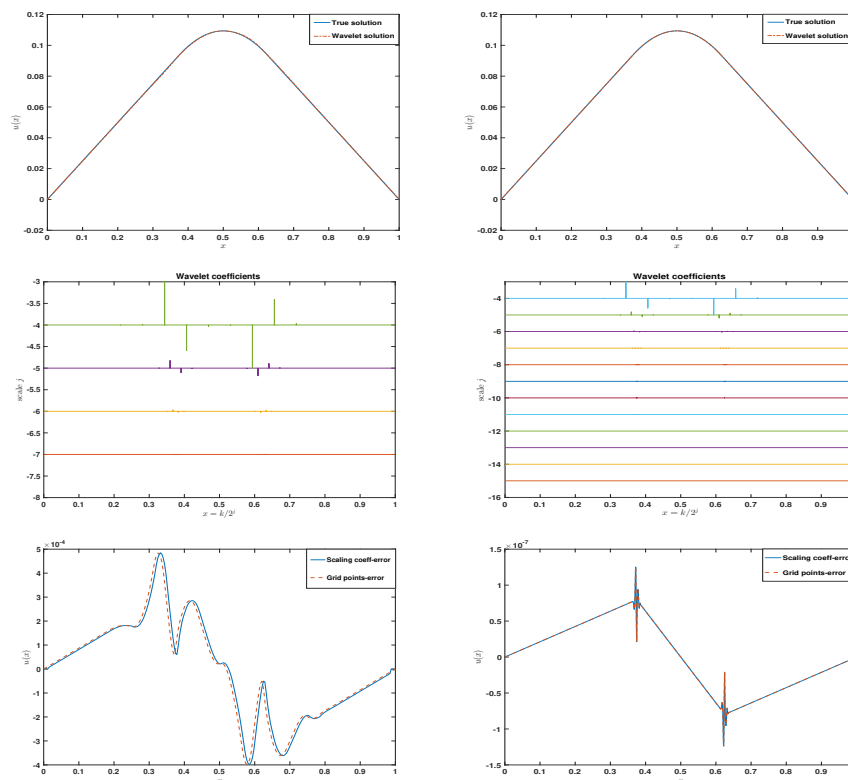 0.12
0.1
0.08
0.06
0.04
0.02
0
-0.02
u(x)
0 0.1 0.2 0.3 0.4 0.5 0.6 0.7 0.8 0.9 1
x
True solution
Wavelet solution
0.12
0.1
0.08
0.06
0.04
0.02
0
-0.02
u(x)
0 0.1 0.2 0.3 0.4 0.5 0.6 0.7 0.8 0.9 1
x
True solution
Wavelet solution
Wavelet coefficients
-3
-3.5
-4
-4.5
-5
-5.5
-6
-6.5
-7
-7.5
-8
scale j
0 0.1 0.2 0.3 0.4 0.5 0.6 0.7 0.8 0.9 1
x = k/2^j
Wavelet coefficients
-4
-6
-8
-10
-12
-14
-16
scale j
0 0.1 0.2 0.3 0.4 0.5 0.6 0.7 0.8 0.9
x = k/2^j
×10^-4
5
4
3
2
1
0
-1
-2
-3
-4
u(x)
0 0.1 0.2 0.3 0.4 0.5 0.6 0.7 0.8 0.9 1
Scaling coeff-error
Grid points-error
×10^-7
1.5
1
0.5
0
-0.5
-1
-1.5
u(x)
0 0.1 0.2 0.3 0.4 0.5 0.6 0.7 0.8 0.9
Scaling coeff-error
Grid points-error